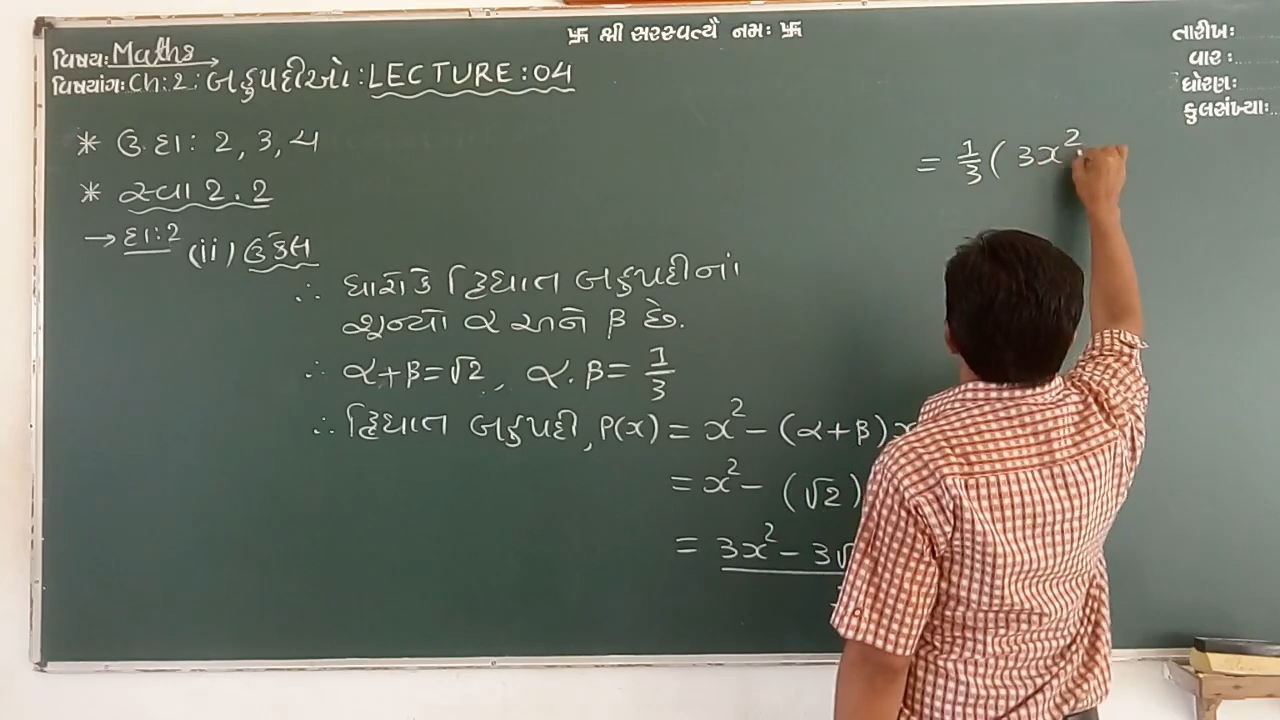 卐 શ્રી સરસ્વત્યૈ નમઃ 卐
વિષય: Maths
વિષયાંગ: Ch:2: બહુપદીઓ : LECTURE : 04
* ઉદા: 2, 3, 4
* સ્વા 2.2
→ દા:2 (ii) ઉકેલ
∴ ધારોકે દ્વિઘાત બહુપદીનાં
શૂન્યો α અને β છે.
∴ α+β=√2, α.β= 1/3
∴ દ્વિઘાત બહુપદી, P(x) = x² – (α+β)x
= x² – (√2)
= 3x² – 3√
= 1/3 ( 3x²
તારીખ:
વાર :
ધોરણ:
કુલસંખ્યા: